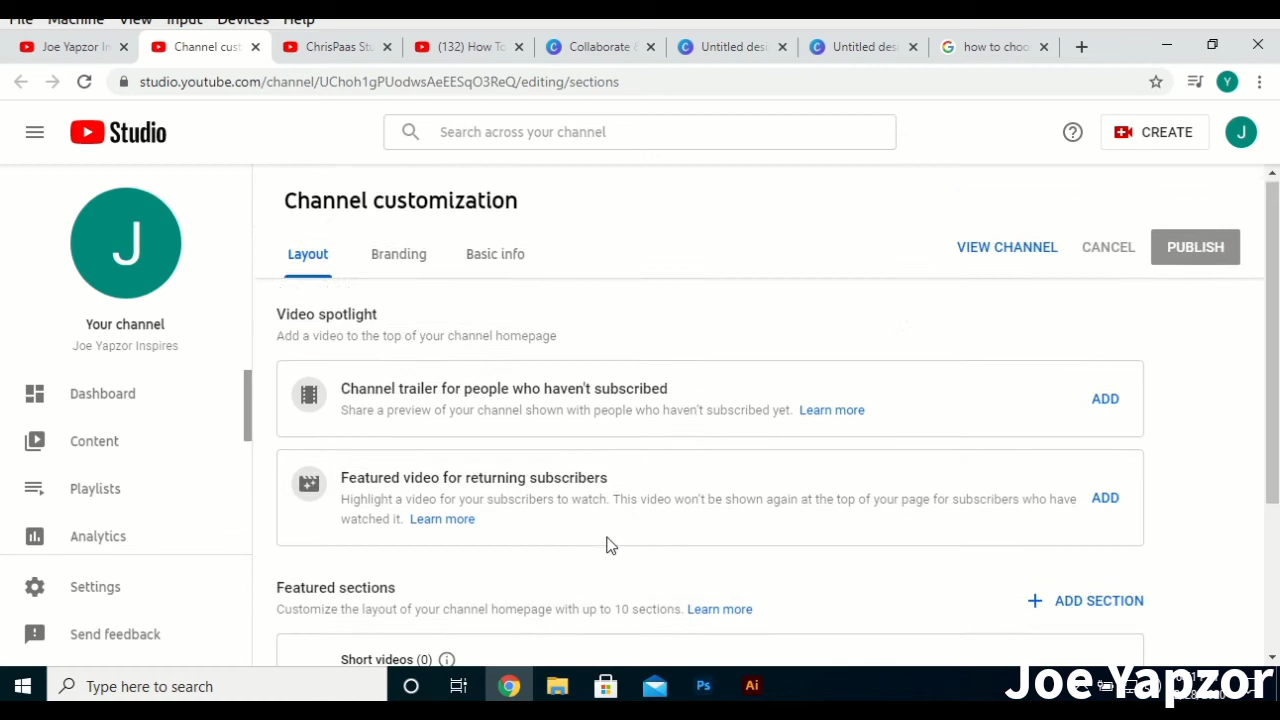 File Machine View Input Devices Help
Joe Yapzor In
Channel cust
ChrisPaas Stu
(132) How To
Collaborate &
Untitled desi
Untitled desi
how to choo
studio.youtube.com/channel/UChoh1gPUodwsAeEESqO3ReQ/editing/sections
Y
Studio
Search across your channel
CREATE
J
J
Your channel
Joe Yapzor Inspires
Dashboard
Content
Playlists
Analytics
Settings
Send feedback
Channel customization
Layout
Branding
Basic info
VIEW CHANNEL
CANCEL
PUBLISH
Video spotlight
Add a video to the top of your channel homepage
Channel trailer for people who haven't subscribed
Share a preview of your channel shown with people who haven't subscribed yet. Learn more
ADD
Featured video for returning subscribers
Highlight a video for your subscribers to watch. This video won't be shown again at the top of your page for subscribers who have
watched it. Learn more
ADD
Featured sections
Customize the layout of your channel homepage with up to 10 sections. Learn more
ADD SECTION
Short videos (0)
Type here to search
Ps
Ai
Joe Yapzor